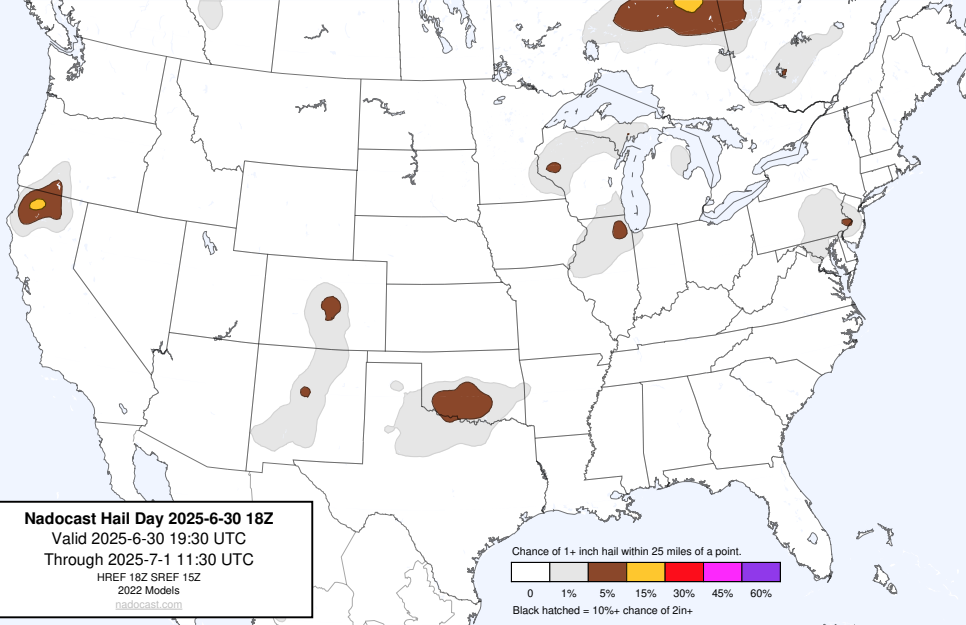 Nadocast Hail Day 2025-6-30 18Z
Valid 2025-6-30 19:30 UTC
Through 2025-7-1 11:30 UTC
HREF 18Z SREF 15Z
2022 Models
nadocast.com
Chance of 1+ inch hail within 25 miles of a point.
0 1% 5% 15% 30% 45% 60%
Black hatched = 10%+ chance of 2in+